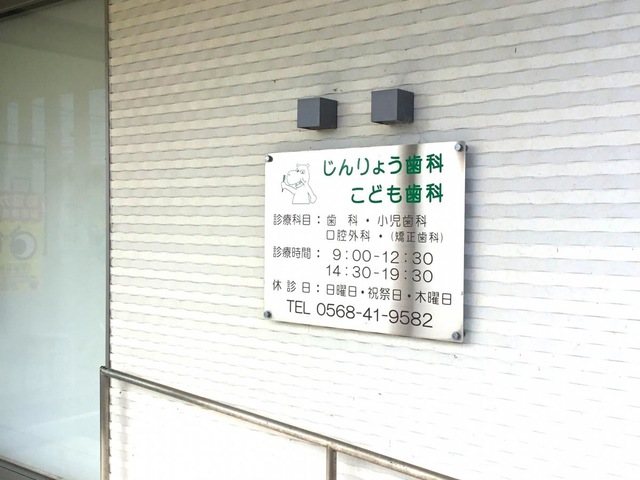 じんりょう歯科
こども歯科
診療科目：歯 科・小児歯科
口腔外科・(矯正歯科)
診療時間： 9:00-12:30
14:30-19:30
休 診 日：日曜日・祝祭日・木曜日
TEL 0568-41-9582